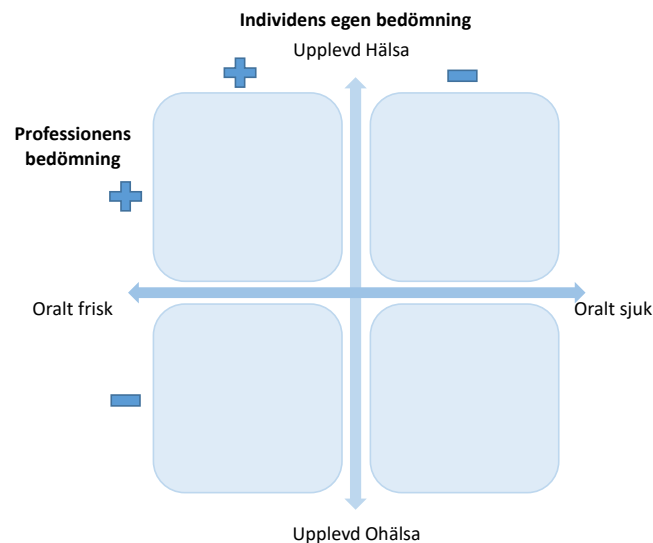 Individens egen bedömning
Upplevd Hälsa
Professionens
bedömning
Oralt frisk
Oralt sjuk
Upplevd Ohälsa